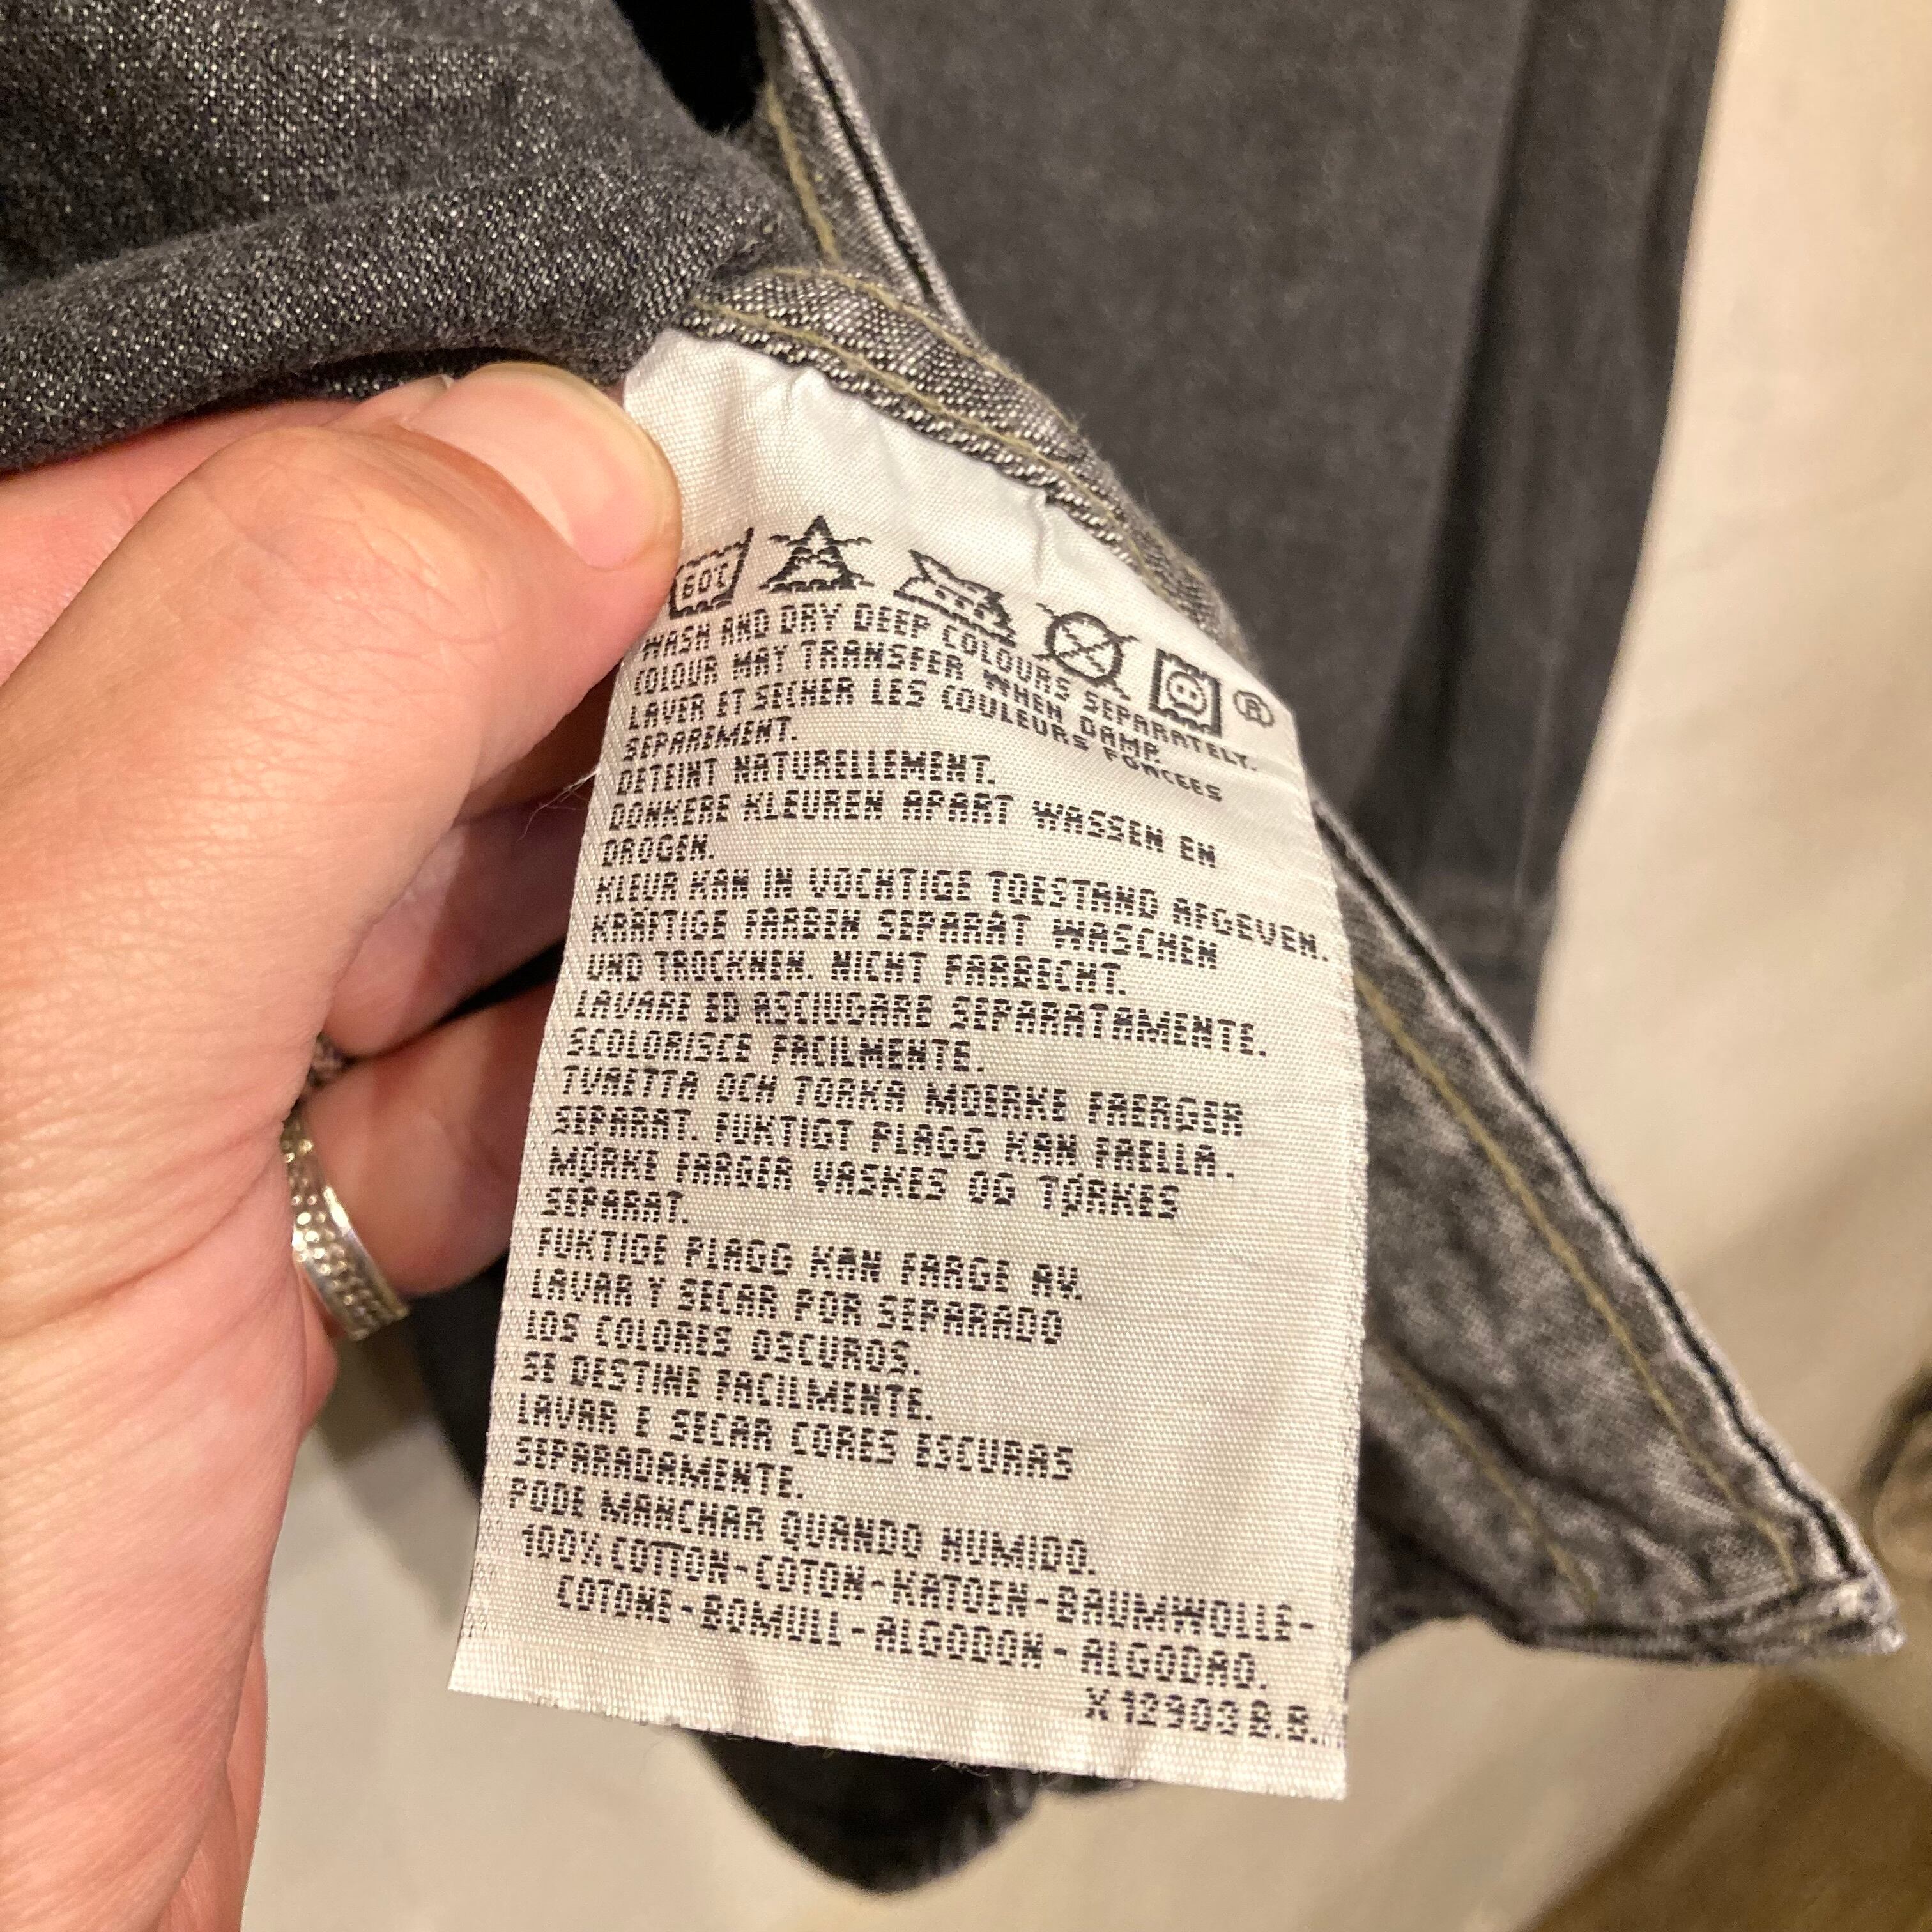 60℃
®
WASH AND DRY DEEP COLOURS SEPARATELY.
COLOUR MAY TRANSFER WHEN DAMP.
LAVER ET SECHER LES COULEURS FONCEES
SEPAREMENT.
DETEINT NATURELLEMENT.
DONKERE KLEUREN APART WASSEN EN
DROGEN.
KLEUR KAN IN VOCHTIGE TOESTAND AFGEVEN.
KRÄFTIGE FARBEN SEPARAT WASCHEN
UND TROCKNEN. NICHT FARBECHT.
LAVARE ED ASCIUGARE SEPARATAMENTE.
SCOLORISCE FACILMENTE.
TVAETTA OCH TORKA MOERKE FAERGER
SEPARAT. FUKTIGT PLAGG KAN FAELLA.
MØRKE FARGER VASKES OG TØRKES
SEPARAT.
FUKTIGE PLAGG KAN FARGE AV.
LAVAR Y SECAR POR SEPARADO
LOS COLORES OSCUROS.
SE DESTINE FACILMENTE.
LAVAR E SECAR CORES ESCURAS
SEPARADAMENTE.
PODE MANCHAR QUANDO HUMIDO.
100% COTTON-COTON-KATOEN-BAUMWOLLE-
COTONE-BOMULL-ALGODON-ALGODAO.
X12903 B.B.